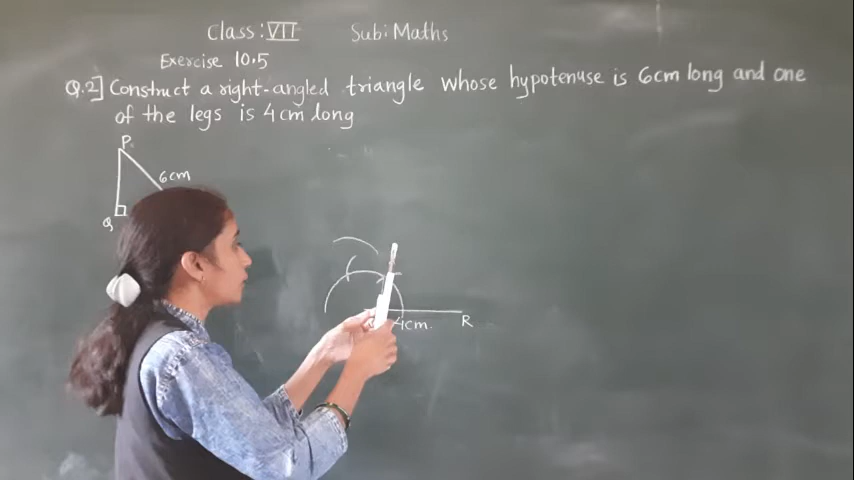 Class : VII Sub: Maths
Exercise 10.5
Q.2] Construct a right-angled triangle whose hypotenuse is 6cm long and one
of the legs is 4cm long
P
6cm
Q
4cm.
R